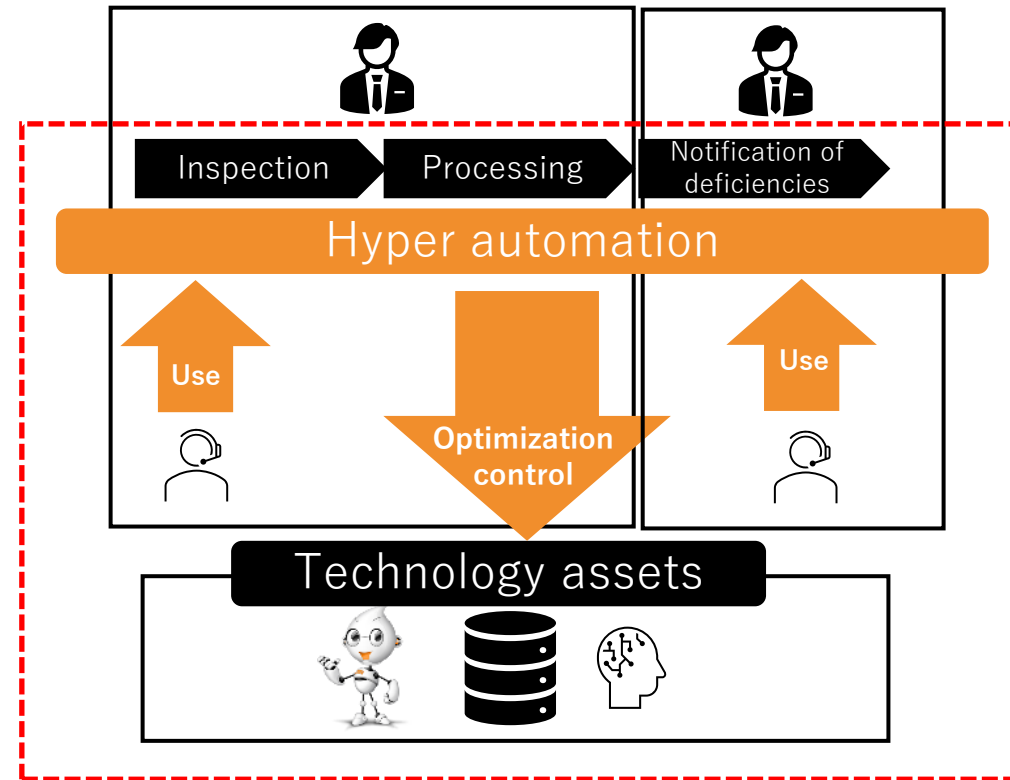 Inspection
Processing
Notification of
deficiencies
Hyper automation
Use
Optimization
control
Use
Technology assets